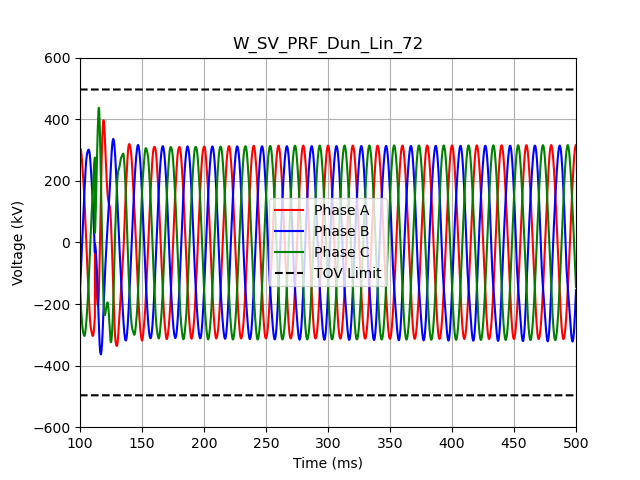 W_SV_PRF_Dun_Lin_72
600
400
200
0
−200
−400
−600
Voltage (kV)
Phase A
Phase B
Phase C
TOV Limit
100 150 200 250 300 350 400 450 500
Time (ms)